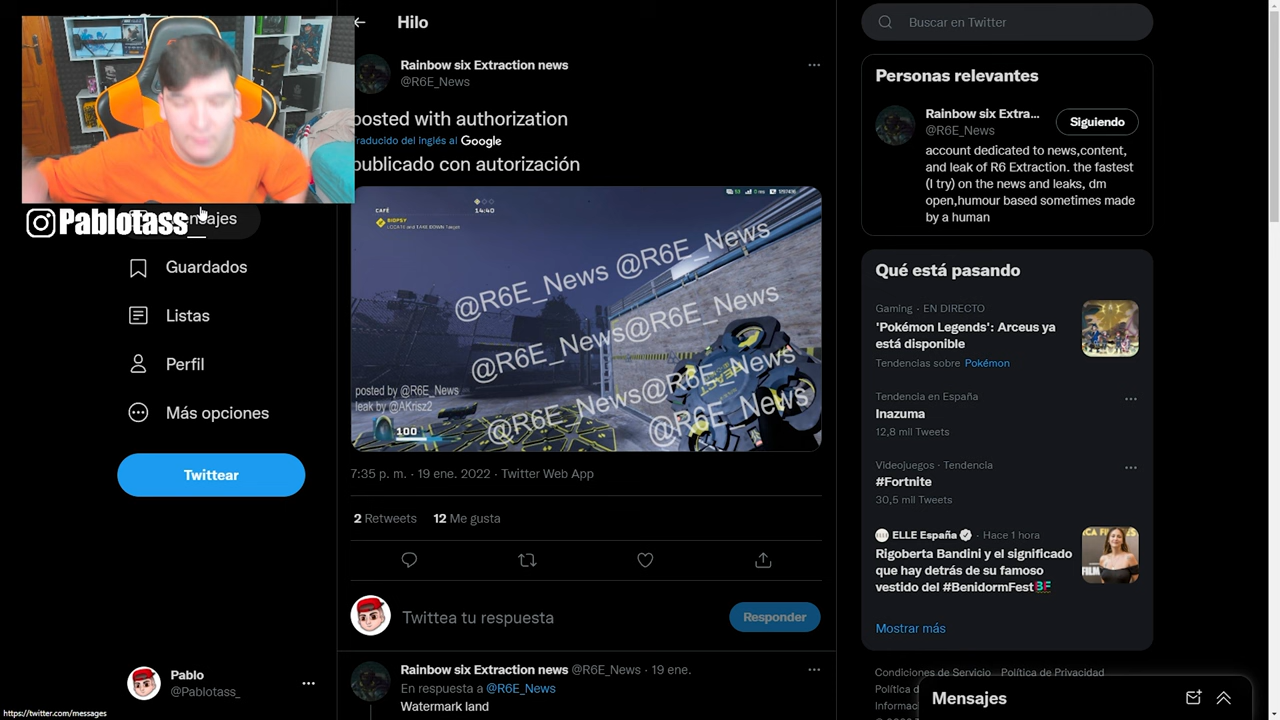 Hilo
Rainbow six Extraction news
@R6E_News
posted with authorization
raducido del inglés al Google
publicado con autorización
CAFÉ
14:40
BIOPSY
@R6E_News @R6E_News
@R6E_News@R6E_News
@R6E_News@R6E_News
@R6E_News
posted by @R6E_News
leak by @AKrisz2
100
7:35 p. m. · 19 ene. 2022 · Twitter Web App
2 Retweets 12 Me gusta
Twittea tu respuesta
Responder
Rainbow six Extraction news @R6E_News · 19 ene.
En respuesta a @R6E_News
Watermark land
Pablotass_
Guardados
Listas
Perfil
Más opciones
Twittear
Pablo
@Pablotass_
https://twitter.com/messages
Buscar en Twitter
Personas relevantes
Rainbow six Extra...
@R6E_News
Siguiendo
account dedicated to news,content,
and leak of R6 Extraction. the fastest
(I try) on the news and leaks, dm
open,humour based sometimes made
by a human
Qué está pasando
Gaming · EN DIRECTO
'Pokémon Legends': Arceus ya
está disponible
Tendencias sobre Pokémon
Tendencia en España
Inazuma
12,8 mil Tweets
Videojuegos · Tendencia
#Fortnite
30,5 mil Tweets
ELLE España · Hace 1 hora
Rigoberta Bandini y el significado
que hay detrás de su famoso
vestido del #BenidormFest
Mostrar más
Condiciones de Servicio Política de Privacidad
Política d
Informac
Mensajes